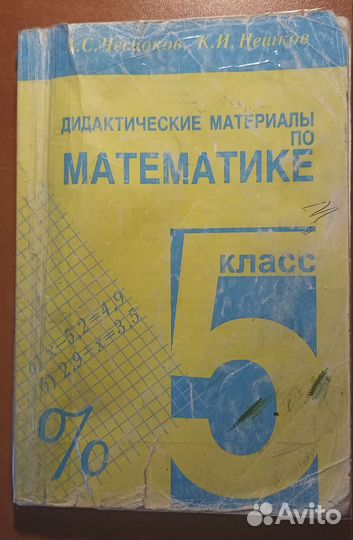 А.С. Чесноков, К.И. Нешков
ДИДАКТИЧЕСКИЕ МАТЕРИАЛЫ
ПО
МАТЕМАТИКЕ
5
класс
а) x-5,2=4,9
б) 2,9+x=3,5
%
Avito